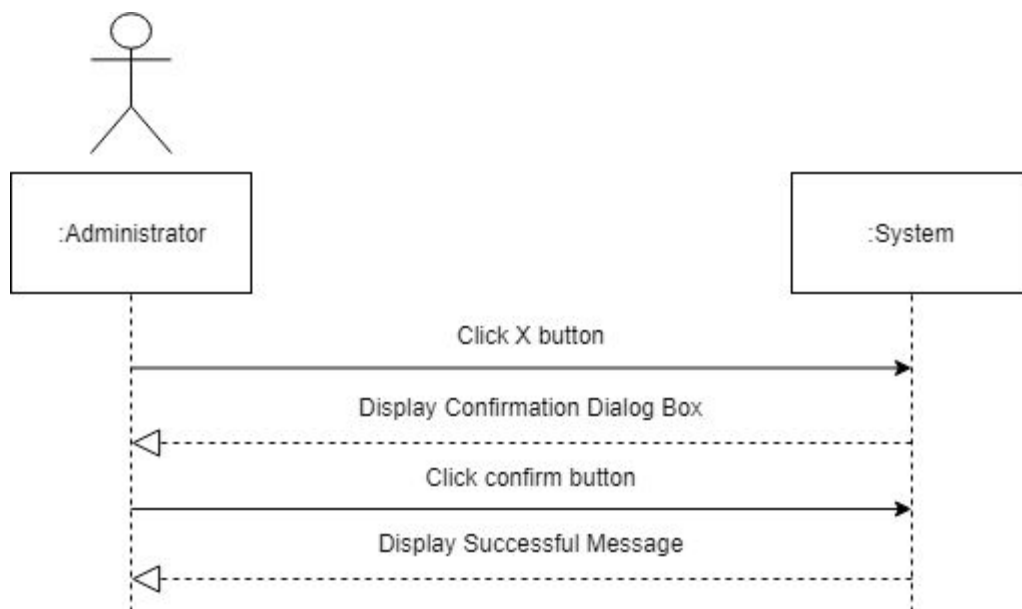 :Administrator
:System
Click X button
Display Confirmation Dialog Box
Click confirm button
Display Successful Message